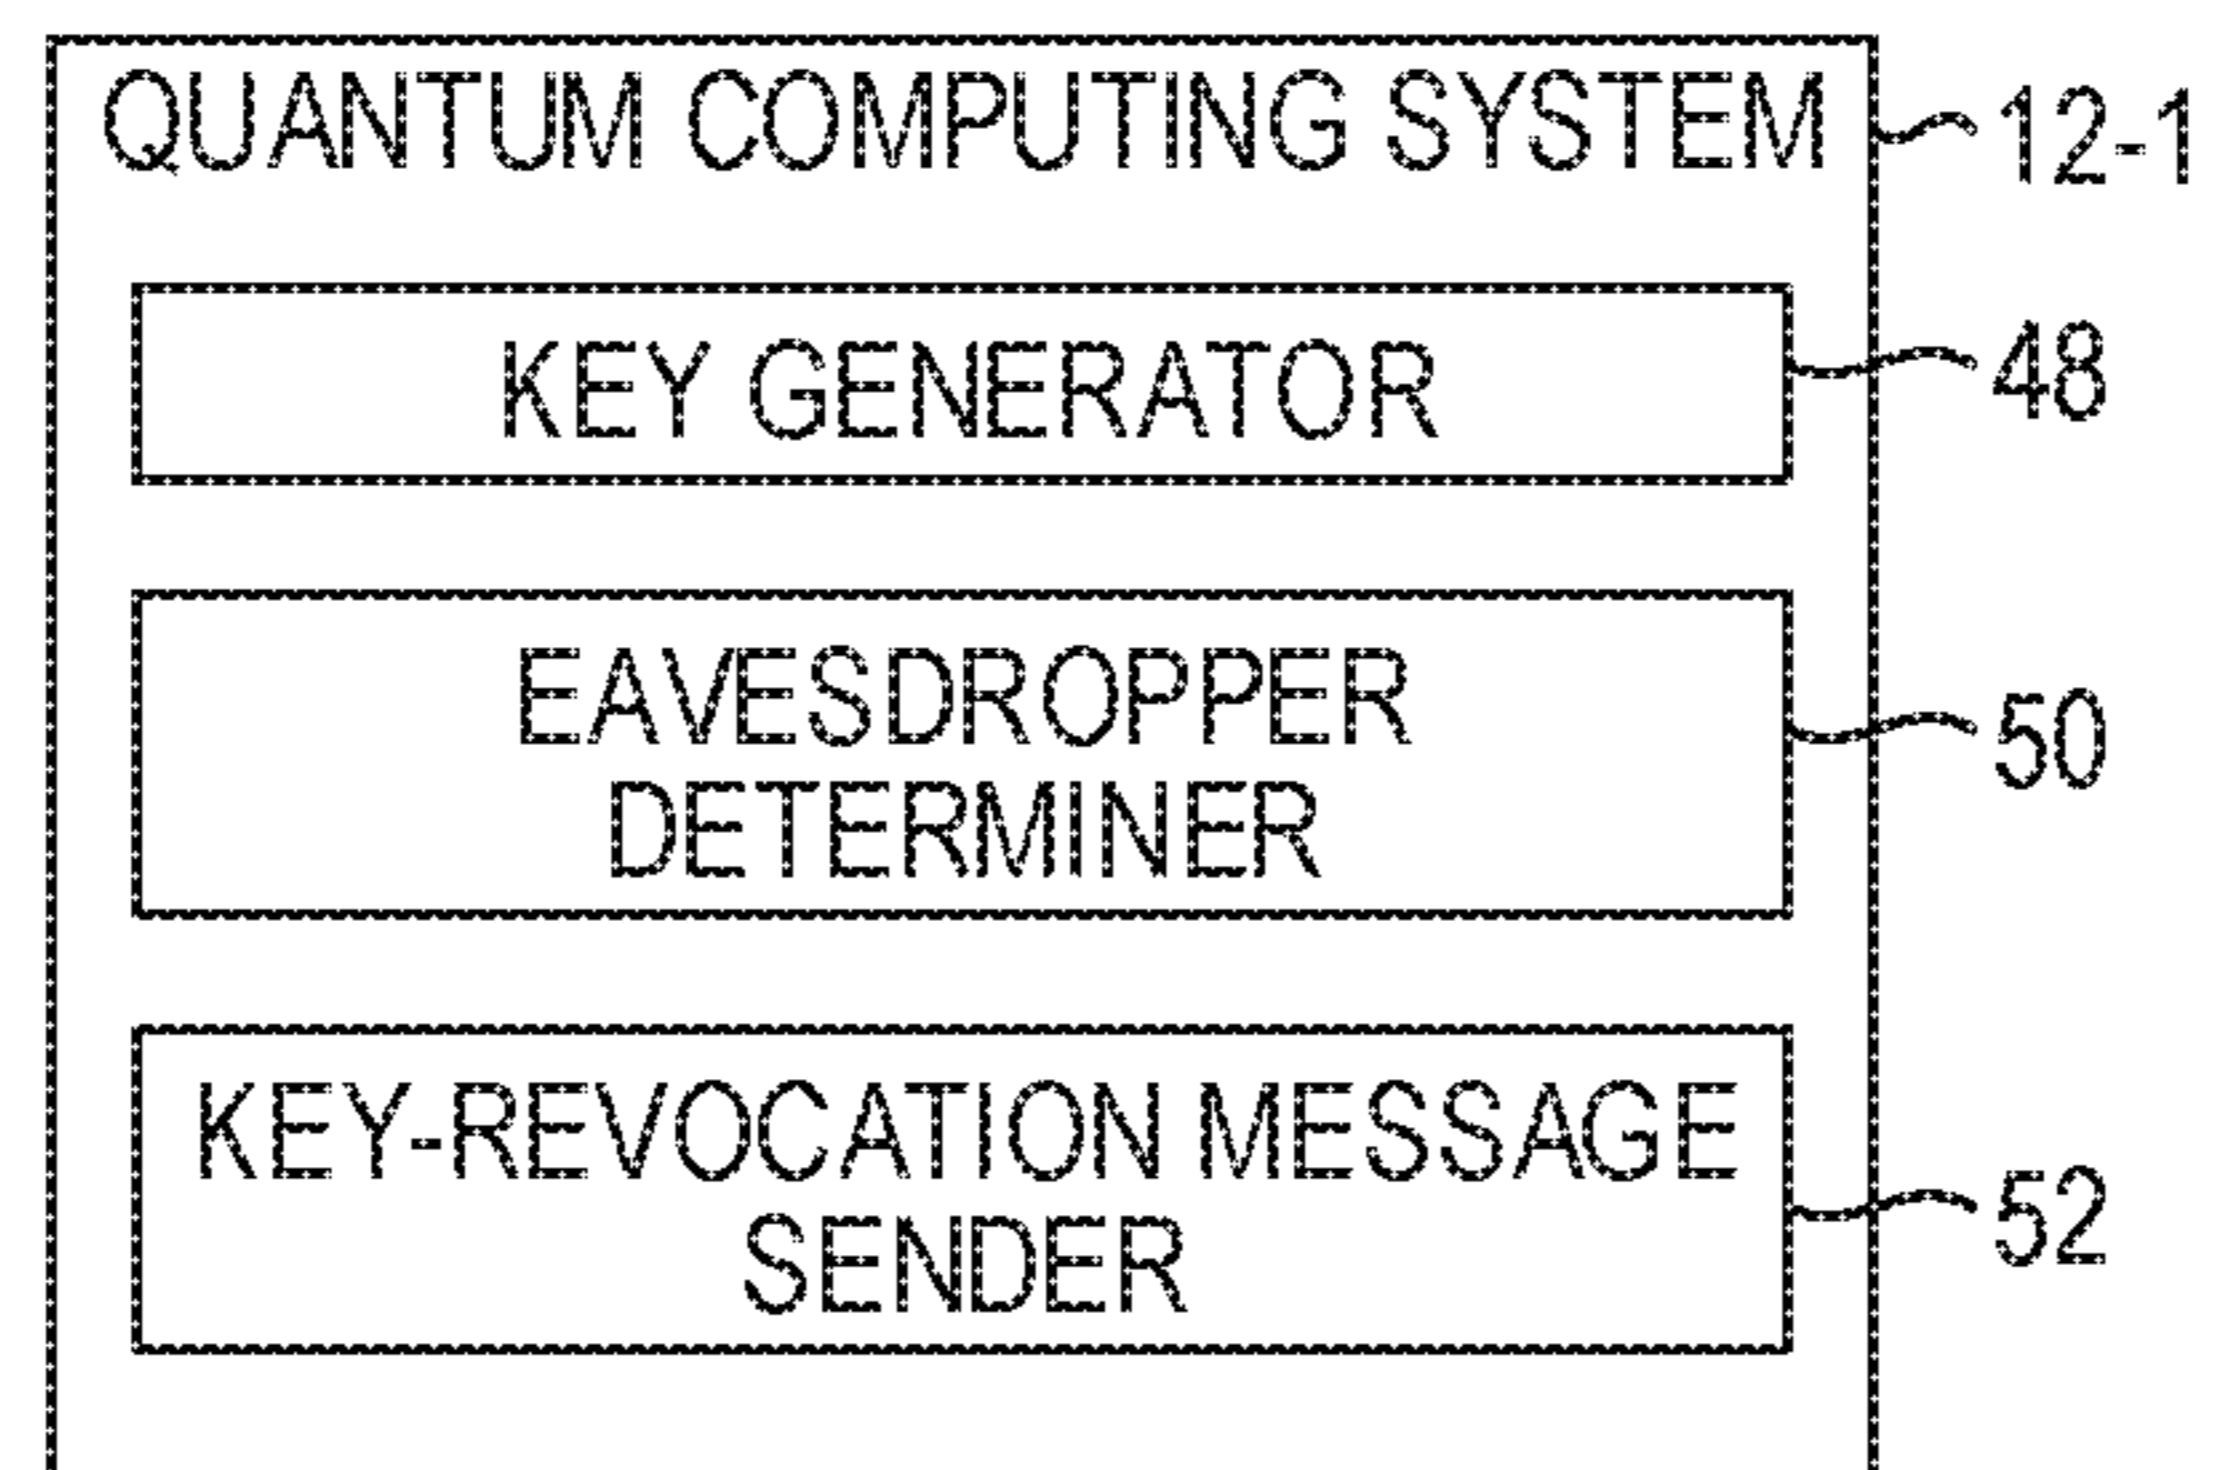 QUANTUM COMPUTING SYSTEM 12-1
KEY GENERATOR 48
EAVESDROPPER
DETERMINER
50
KEY-REVOCATION MESSAGE
SENDER
52